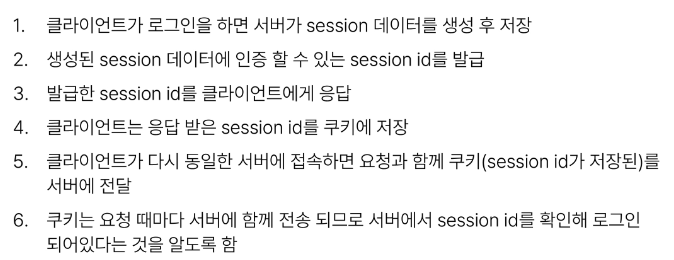 1. 클라이언트가 로그인을 하면 서버가 session 데이터를 생성 후 저장
2. 생성된 session 데이터에 인증 할 수 있는 session id를 발급
3. 발급한 session id를 클라이언트에게 응답
4. 클라이언트는 응답 받은 session id를 쿠키에 저장
5. 클라이언트가 다시 동일한 서버에 접속하면 요청과 함께 쿠키(session id가 저장된)를
서버에 전달
6. 쿠키는 요청 때마다 서버에 함께 전송 되므로 서버에서 session id를 확인해 로그인
되어있다는 것을 알도록 함